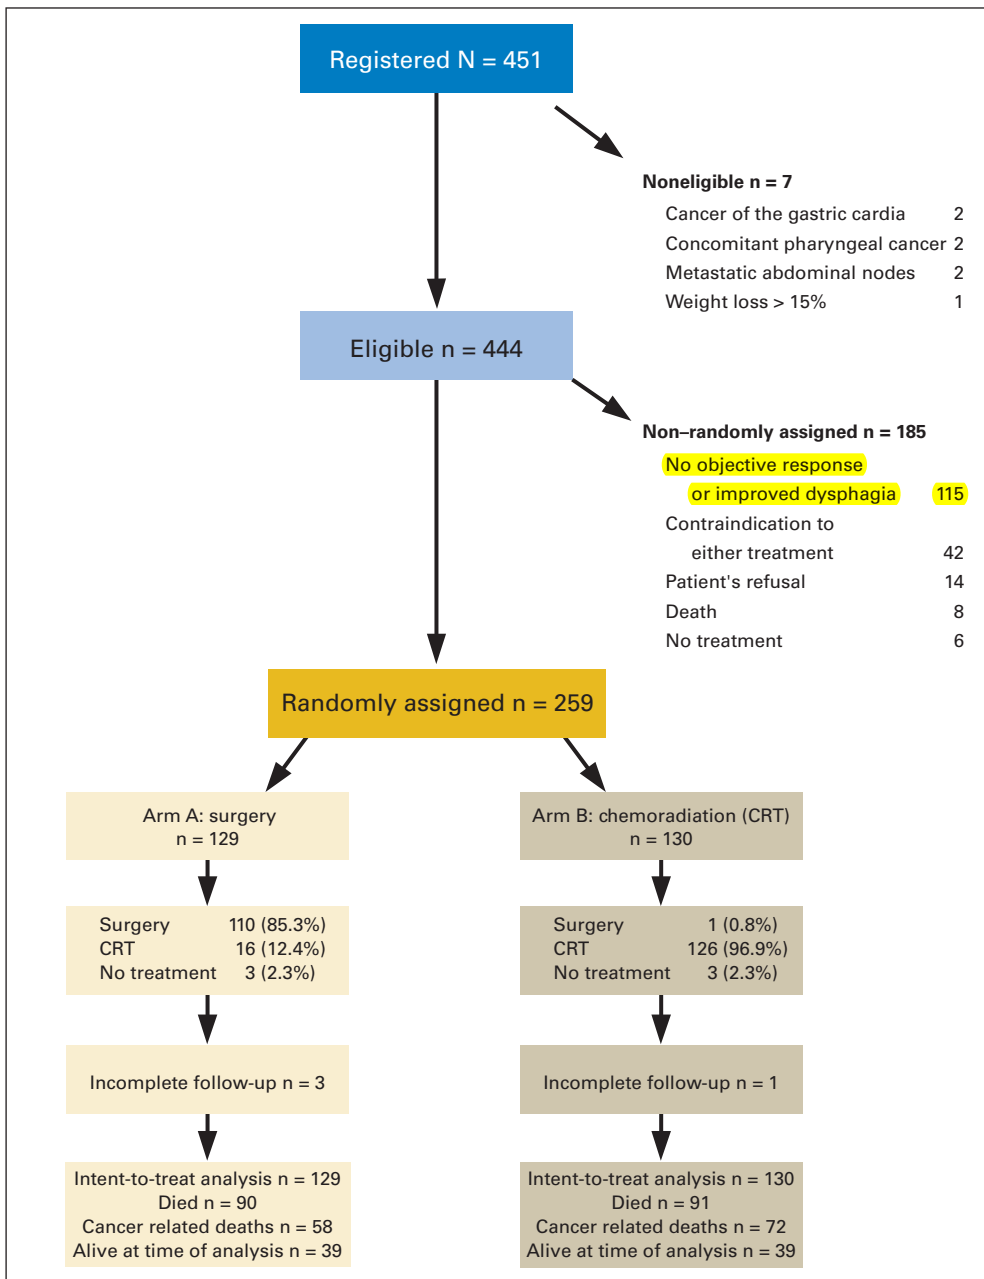 Registered N = 451
Noneligible n = 7
Cancer of the gastric cardia 2
Concomitant pharyngeal cancer 2
Metastatic abdominal nodes 2
Weight loss > 15% 1
Eligible n = 444
Non–randomly assigned n = 185
No objective response
or improved dysphagia 115
Contraindication to
either treatment 42
Patient's refusal 14
Death 8
No treatment 6
Randomly assigned n = 259
Arm A: surgery
n = 129
Surgery 110 (85.3%)
CRT 16 (12.4%)
No treatment 3 (2.3%)
Incomplete follow-up n = 3
Intent-to-treat analysis n = 129
Died n = 90
Cancer related deaths n = 58
Alive at time of analysis n = 39
Arm B: chemoradiation (CRT)
n = 130
Surgery 1 (0.8%)
CRT 126 (96.9%)
No treatment 3 (2.3%)
Incomplete follow-up n = 1
Intent-to-treat analysis n = 130
Died n = 91
Cancer related deaths n = 72
Alive at time of analysis n = 39